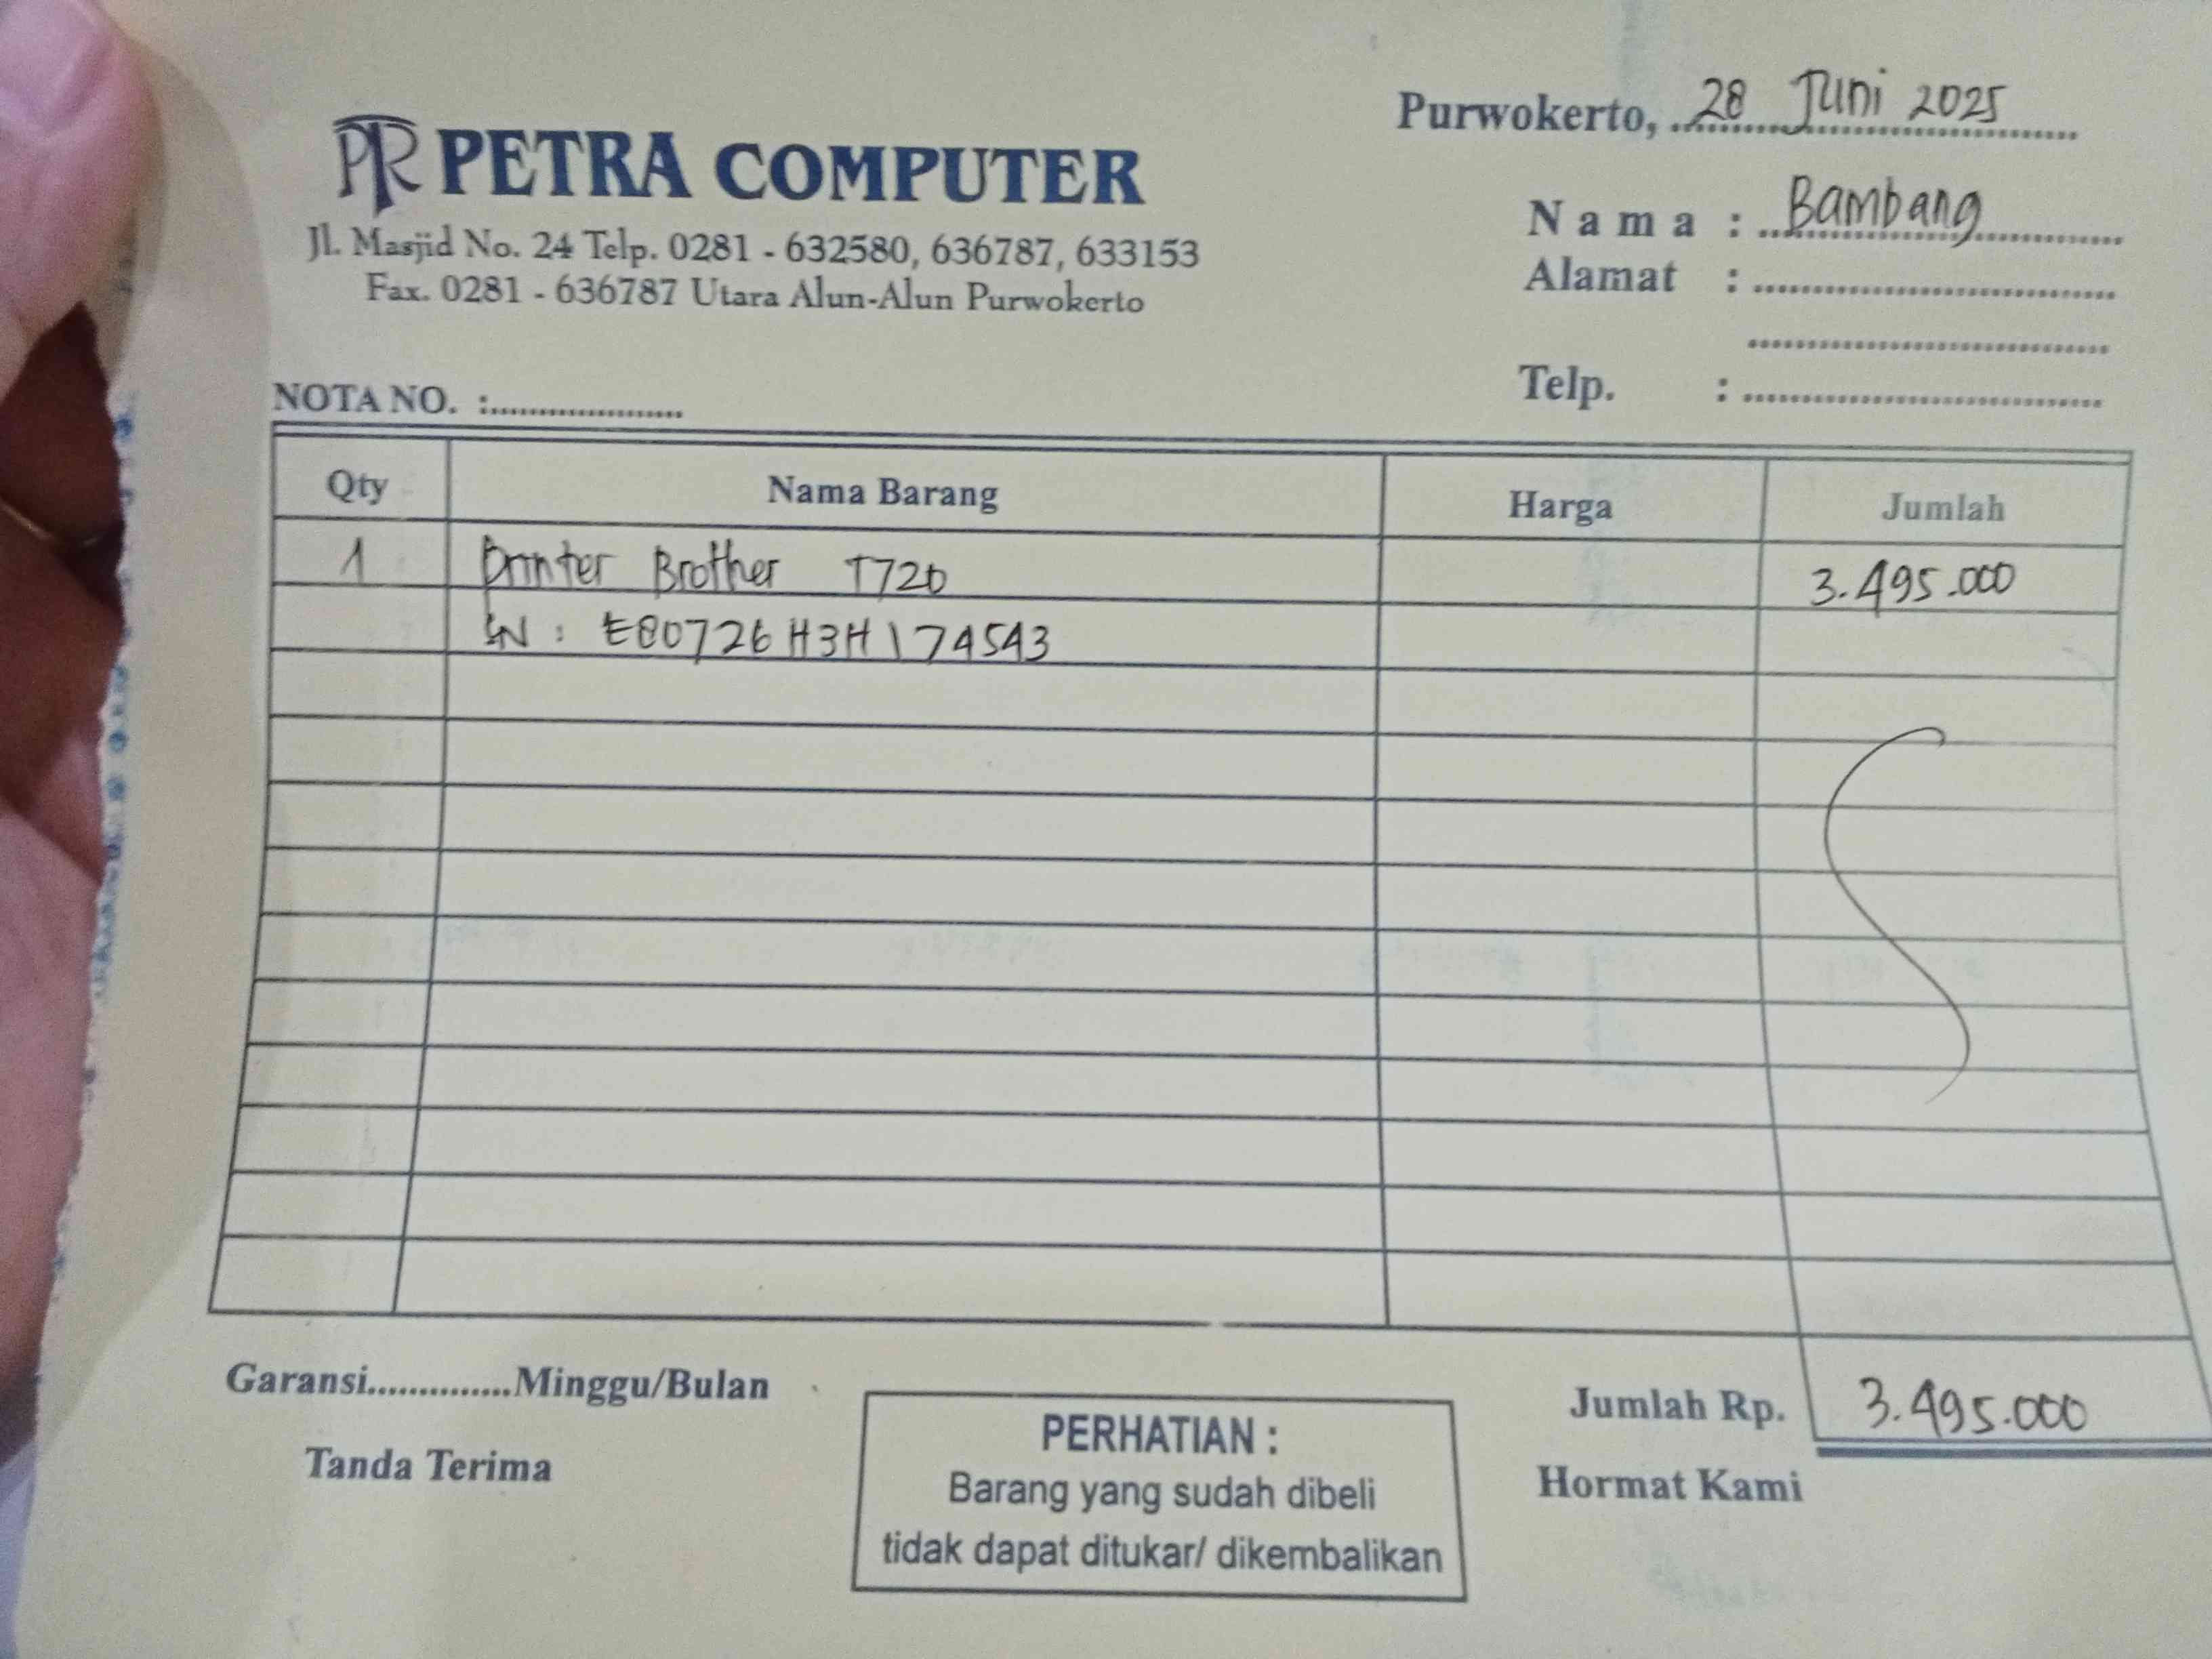 PR PETRA COMPUTER
Jl. Masjid No. 24 Telp. 0281 - 632580, 636787, 633153
Fax. 0281 - 636787 Utara Alun-Alun Purwokerto
Purwokerto, 28 Juni 2025
Nama : Bambang
Alamat :
Telp. :
NOTA NO. :
Qty Nama Barang Harga Jumlah
1 Printer Brother T720 3.495.000
SN : E80726H3H174543
Garansi..............Minggu/Bulan
Tanda Terima
PERHATIAN :
Barang yang sudah dibeli
tidak dapat ditukar/ dikembalikan
Jumlah Rp. 3.495.000
Hormat Kami